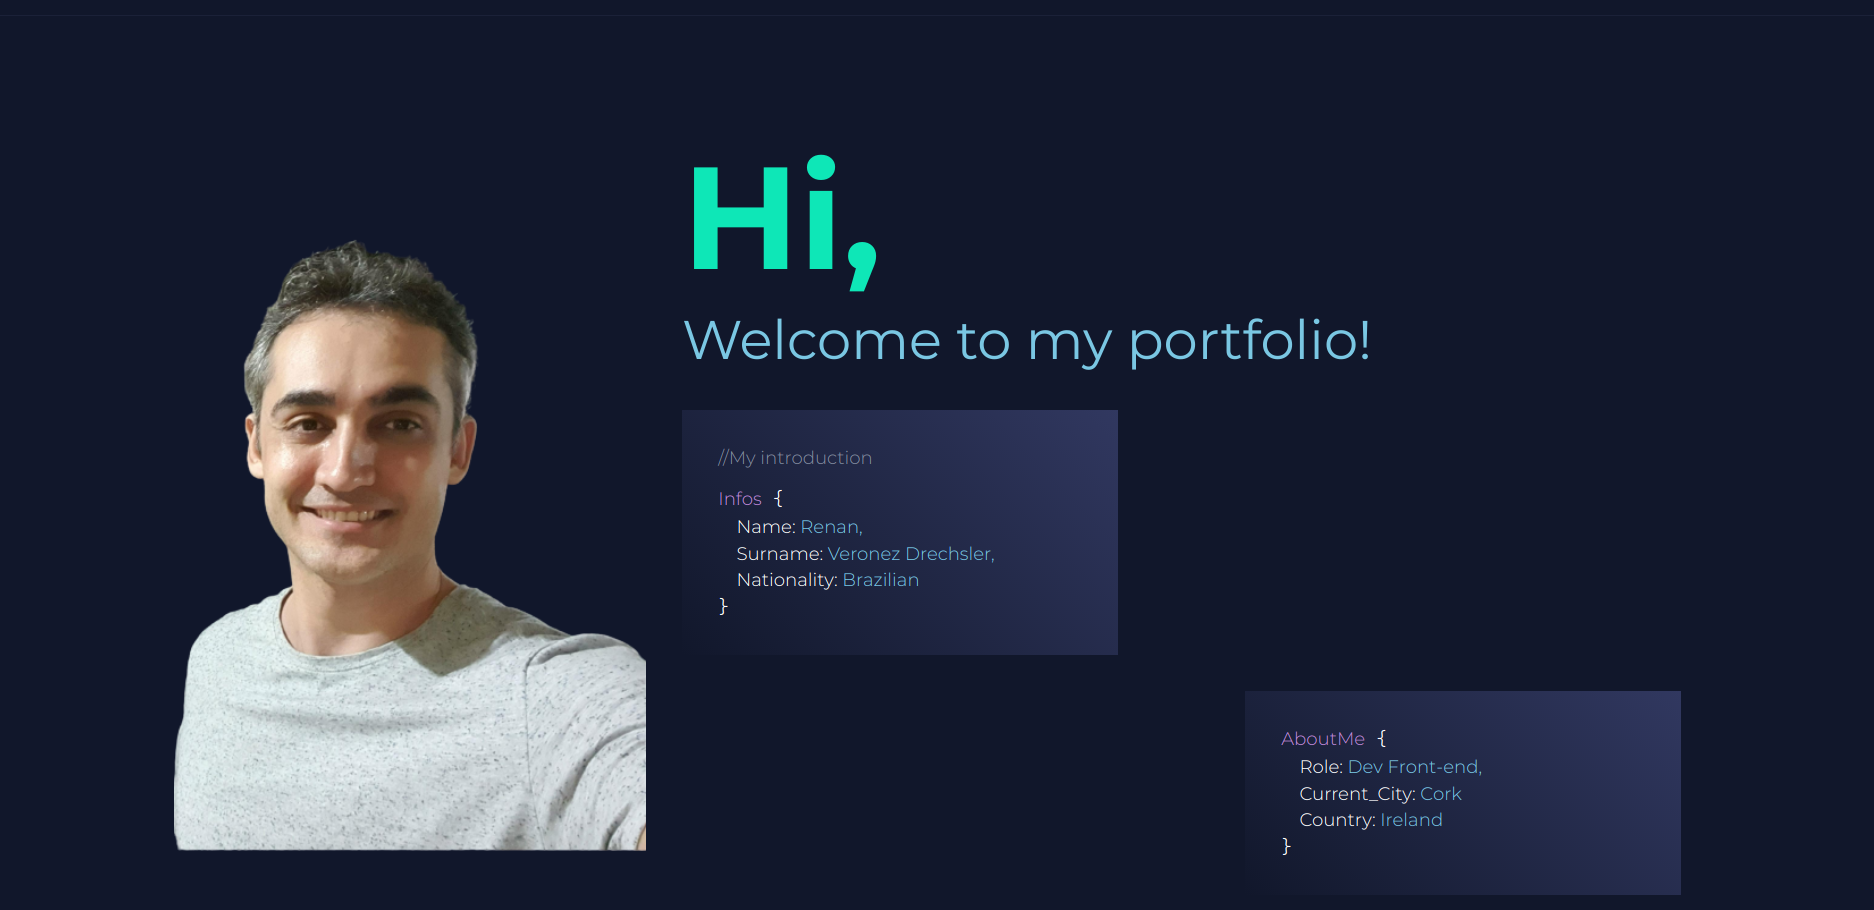 Hi,
Welcome to my portfolio!
//My introduction
Infos {
Name: Renan,
Surname: Veronez Drechsler,
Nationality: Brazilian
}
AboutMe {
Role: Dev Front-end,
Current_City: Cork
Country: Ireland
}